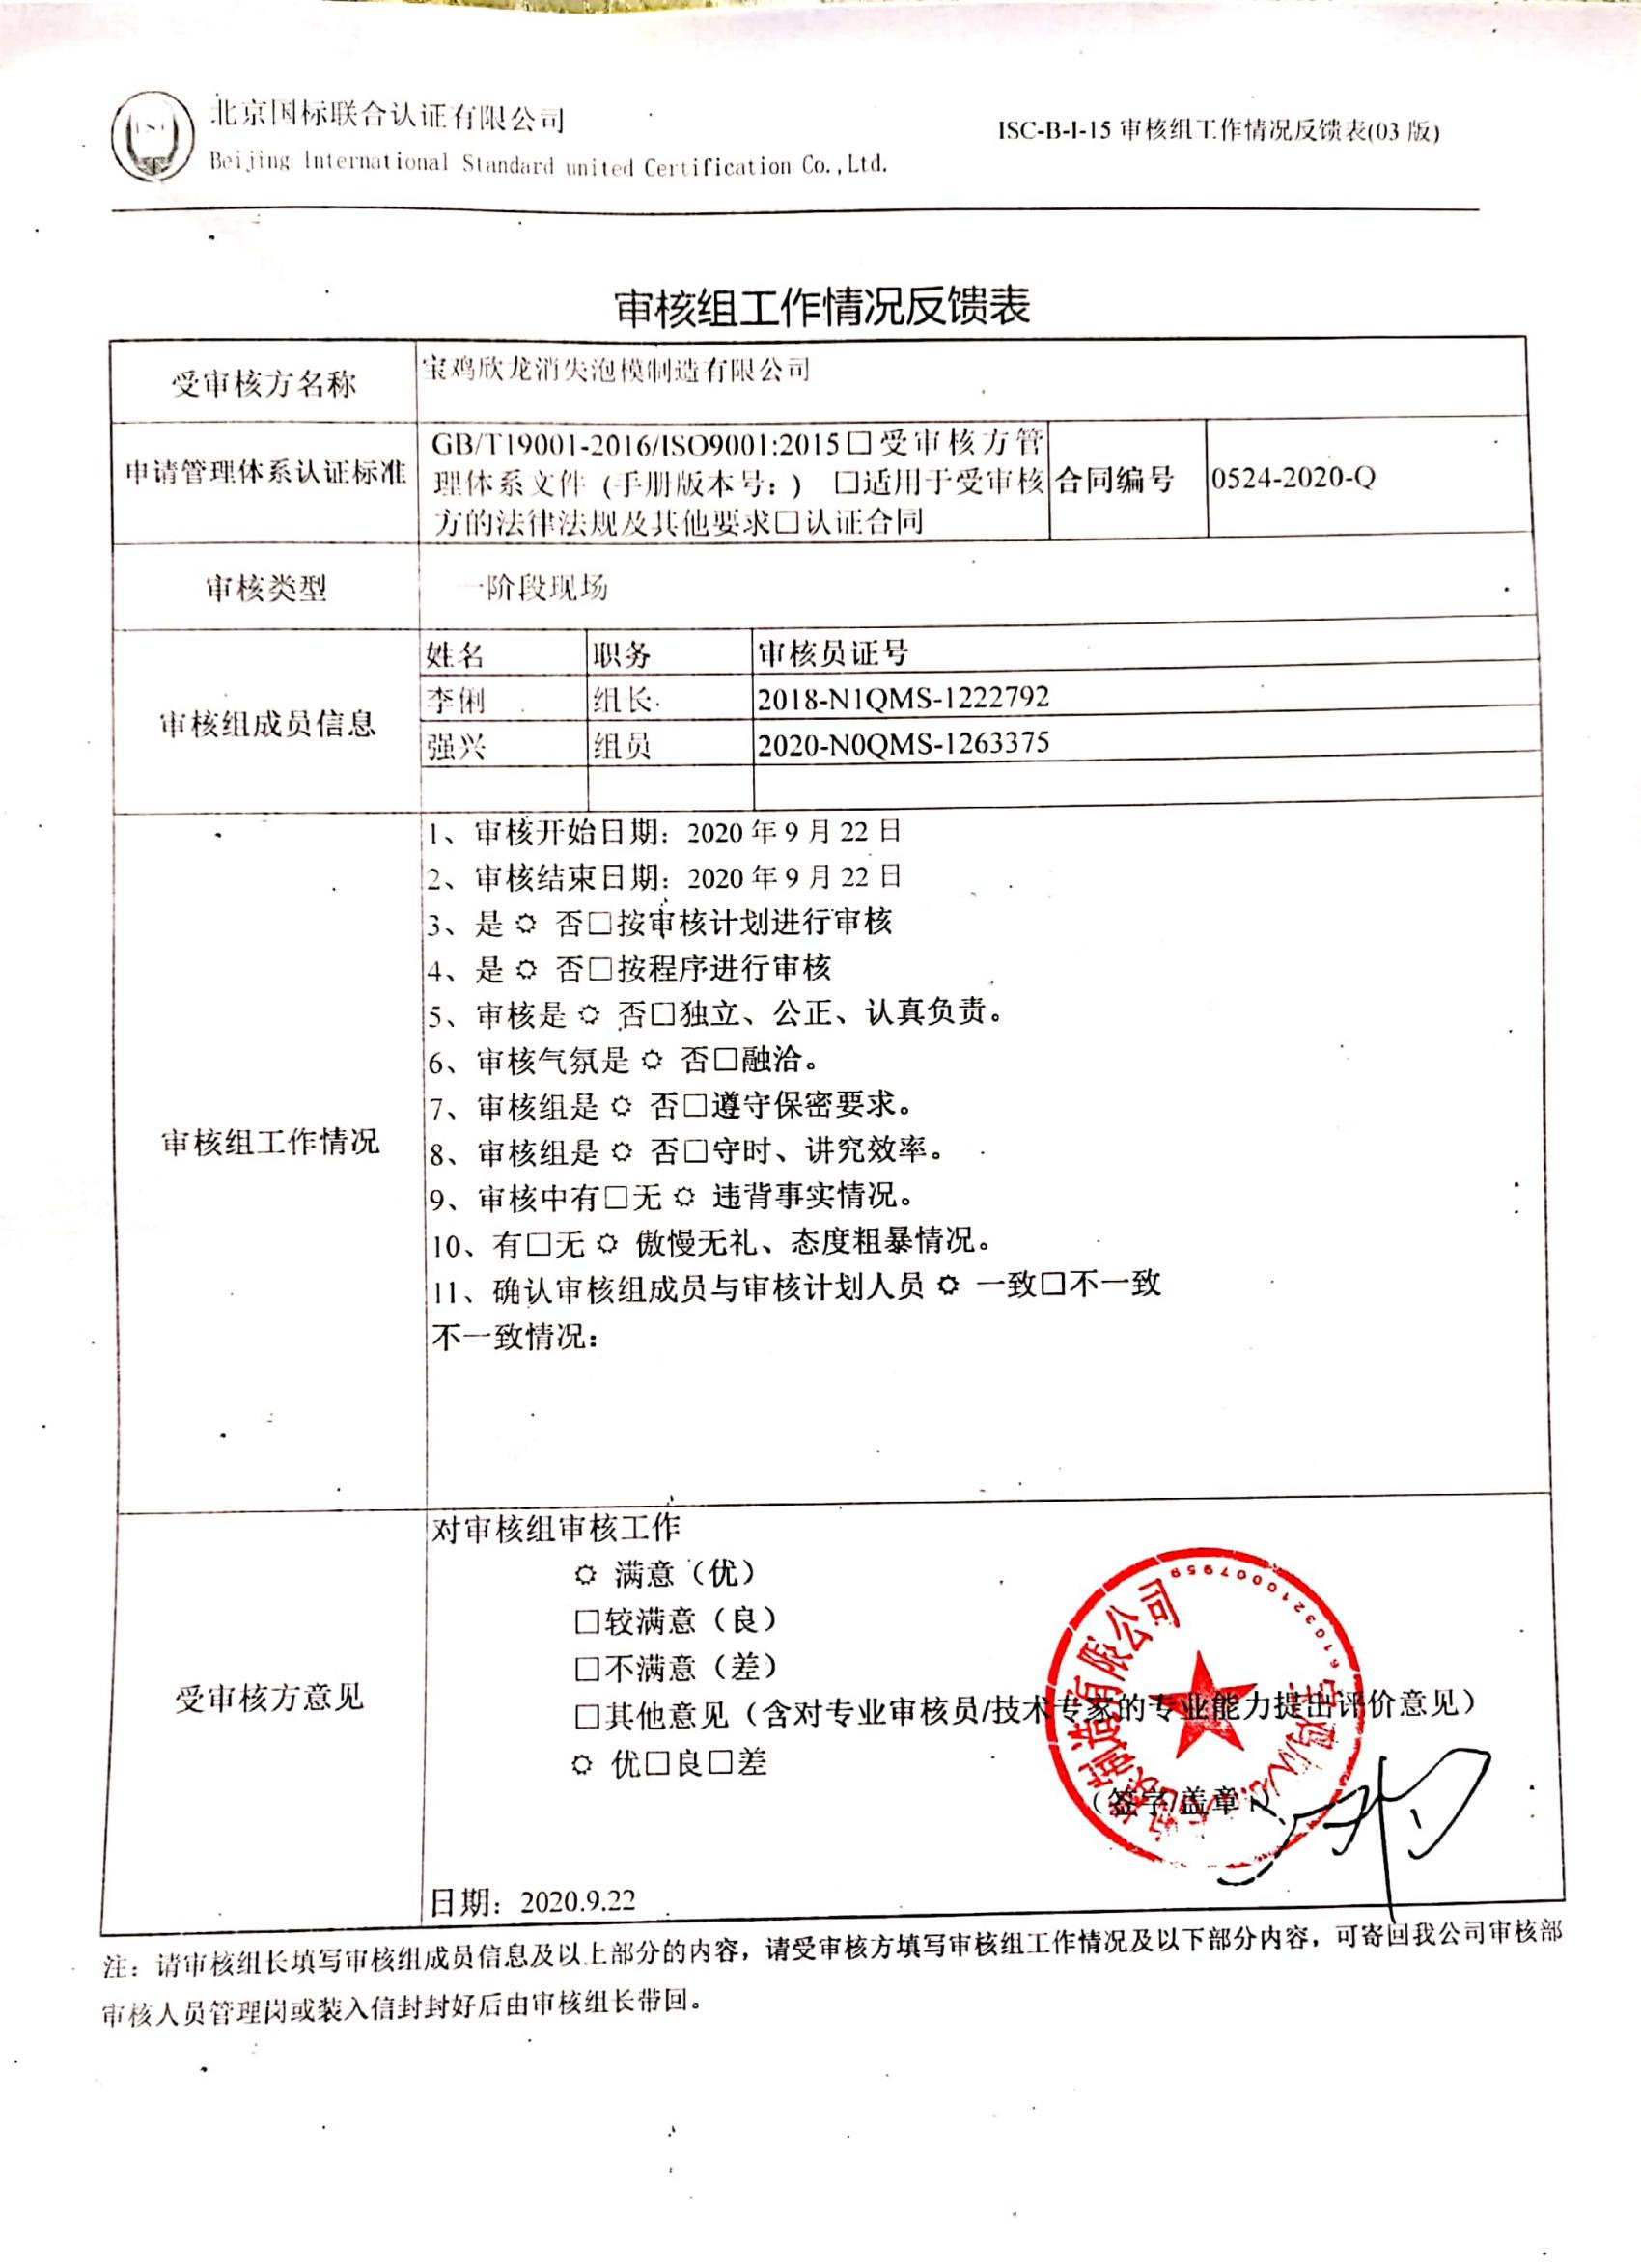 北京国标联合认证有限公司
ISC-B-I-15 审核组工作情况反馈表(03 版)
Beijing International Standard united Certification Co.,Ltd.
审核组工作情况反馈表
受审核方名称
宝鸡欣龙消失泡模制造有限公司
申请管理体系认证标准
GB/T19001-2016/ISO9001:2015□受审核方管
理体系文件（手册版本号：） □适用于受审核
方的法律法规及其他要求□认证合同
合同编号
0524-2020-Q
审核类型
一阶段现场
审核组成员信息
姓名 职务 审核员证号
李俐 组长 2018-N1QMS-1222792
强兴 组员 2020-N0QMS-1263375
审核组工作情况
1、审核开始日期：2020 年 9 月 22 日
2、审核结束日期：2020 年 9 月 22 日
3、是☼ 否□按审核计划进行审核
4、是☼ 否□按程序进行审核
5、审核是☼ 否□独立、公正、认真负责。
6、审核气氛是☼ 否□融洽。
7、审核组是☼ 否□遵守保密要求。
8、审核组是☼ 否□守时、讲究效率。
9、审核中有□无☼ 违背事实情况。
10、有□无☼ 傲慢无礼、态度粗暴情况。
11、确认审核组成员与审核计划人员☼ 一致□不一致
不一致情况：
受审核方意见
对审核组审核工作
☼ 满意（优）
□较满意（良）
□不满意（差）
□其他意见（含对专业审核员/技术专家的专业能力提出评价意见）
☼ 优□良□差
（签字/盖章）
日期：2020.9.22
注：请审核组长填写审核组成员信息及以上部分的内容，请受审核方填写审核组工作情况及以下部分内容，可寄回我公司审核部
审核人员管理岗或装入信封封好后由审核组长带回。